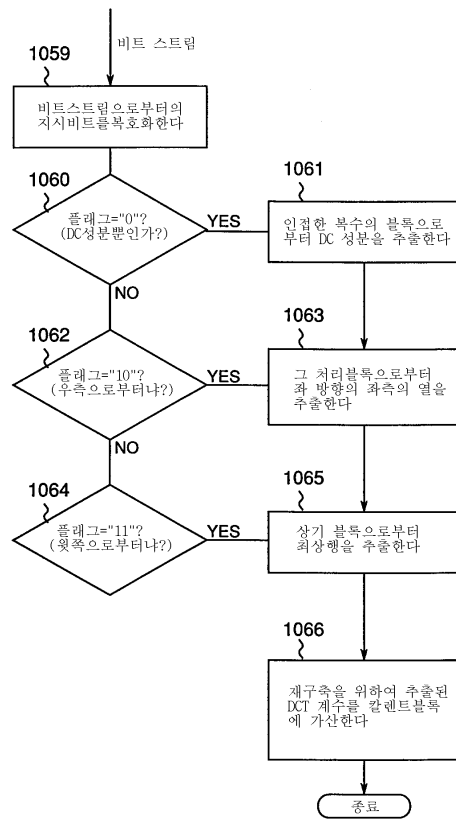 비트 스트림
1059
비트스트림으로부터의
지시비트를복호화한다
1060
플래그="0"?
(DC성분뿐인가?)
YES
1061
인접한 복수의 블록으로
부터 DC 성분을 추출한다
NO
1062
플래그="10"?
(우측으로부터냐?)
YES
1063
그 처리블록으로부터
좌 방향의 좌측의 열을
추출한다
NO
1064
플래그="11"?
(윗쪽으로부터냐?)
YES
1065
상기 블록으로부터
최상행을 추출한다
1066
재구축을 위하여 추출된
DCT 계수를 칼렌트블록
에 가산한다
종료